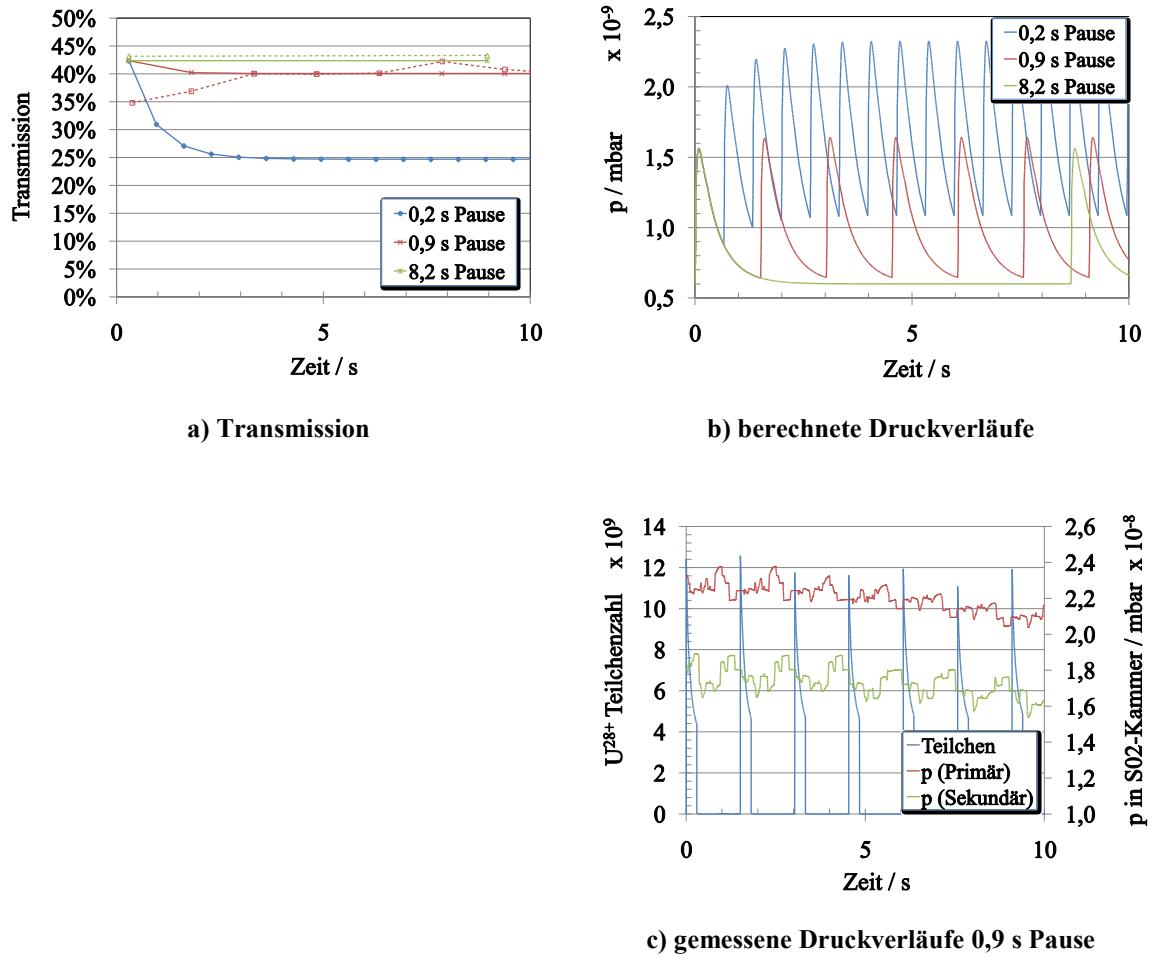 50%
45%
40%
35%
30%
25%
20%
15%
10%
5%
0%
Transmission
0
5
10
Zeit / s
0,2 s Pause
0,9 s Pause
8,2 s Pause
a) Transmission
x 10⁻⁹
p / mbar
2,5
2,0
1,5
1,0
0,5
0
5
10
Zeit / s
0,2 s Pause
0,9 s Pause
8,2 s Pause
b) berechnete Druckverläufe
U²⁸⁺ Teilchenzahl x 10⁹
14
12
10
8
6
4
2
0
2,6
2,4
2,2
2,0
1,8
1,6
1,4
1,2
1,0
p in S02-Kammer / mbar x 10⁻⁸
0
5
10
Zeit / s
Teilchen
p (Primär)
p (Sekundär)
c) gemessene Druckverläufe 0,9 s Pause